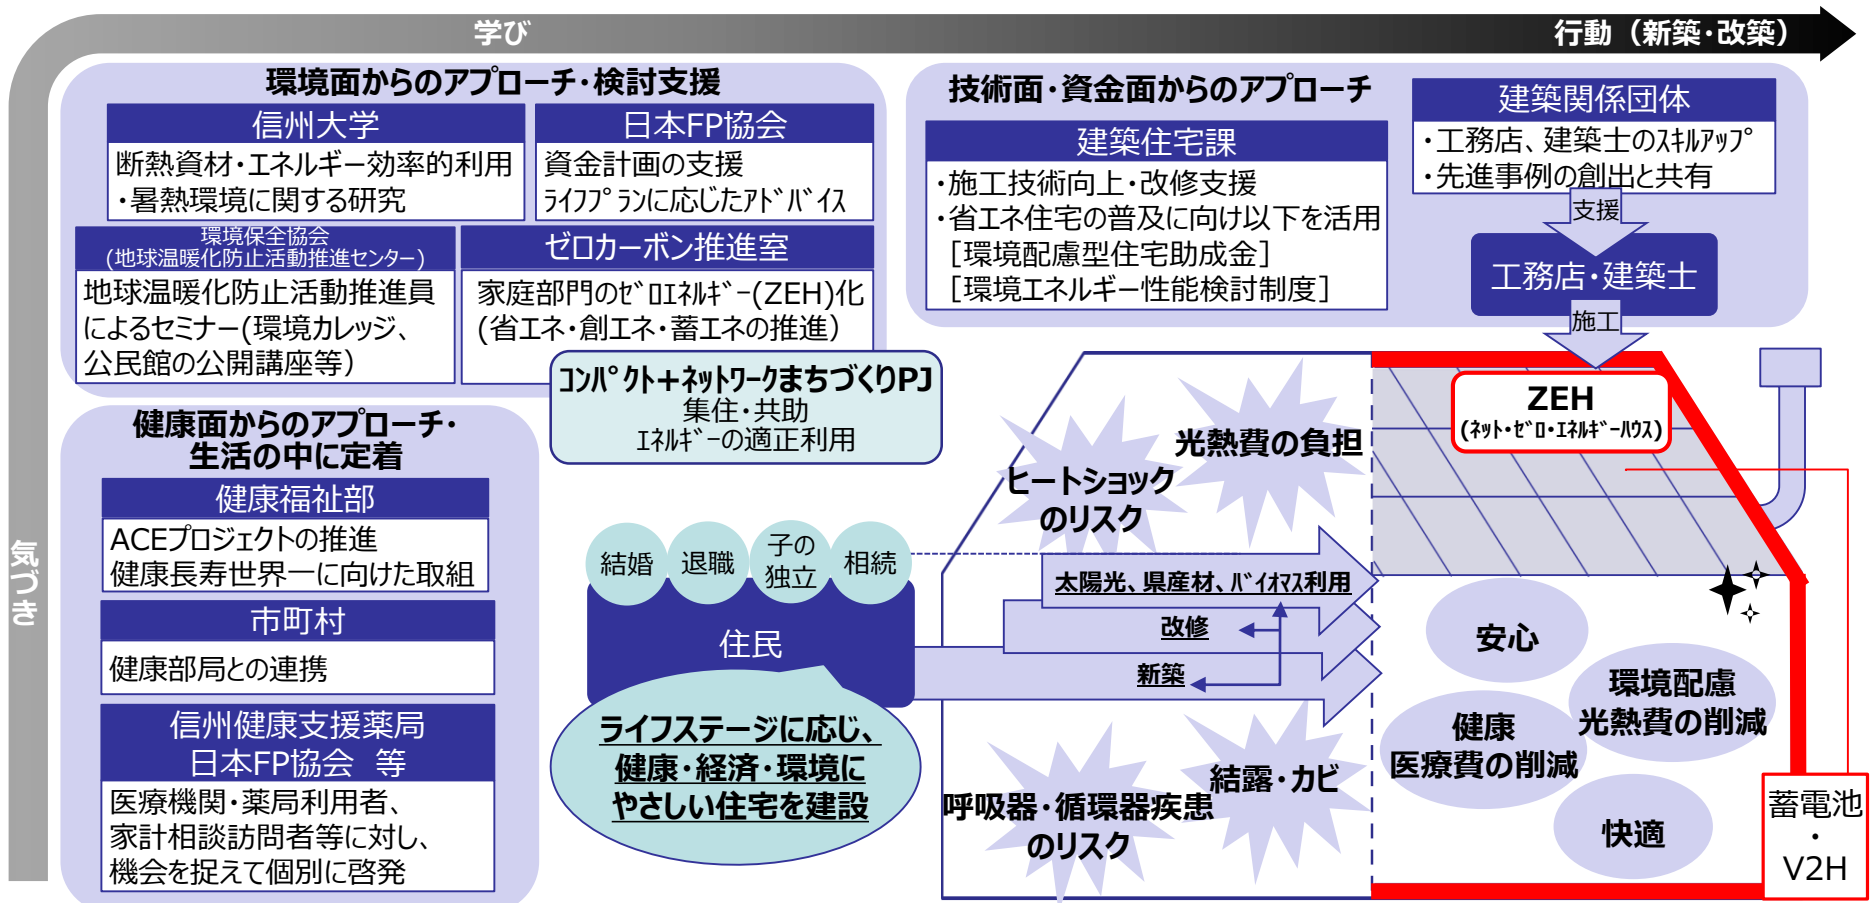 学び
行動（新築・改築）
気づき
環境面からのアプローチ・検討支援
信州大学
断熱資材・エネルギー効率的利用
・暑熱環境に関する研究
日本FP協会
資金計画の支援
ﾗｲﾌﾌﾟﾗﾝに応じたｱﾄﾞﾊﾞｲｽ
環境保全協会
(地球温暖化防止活動推進センター)
地球温暖化防止活動推進員
によるセミナー(環境カレッジ、
公民館の公開講座等）
ゼロカーボン推進室
家庭部門のｾﾞﾛｴﾈﾙｷﾞｰ(ZEH)化
(省エネ・創エネ・蓄エネの推進）
ｺﾝﾊﾟｸﾄ＋ﾈｯﾄﾜｰｸまちづくりPJ
集住・共助
ｴﾈﾙｷﾞｰの適正利用
技術面・資金面からのアプローチ
建築住宅課
・施工技術向上・改修支援
・省エネ住宅の普及に向け以下を活用
［環境配慮型住宅助成金］
［環境エネルギー性能検討制度］
建築関係団体
・工務店、建築士のｽｷﾙｱｯﾌﾟ
・先進事例の創出と共有
支援
工務店・建築士
施工
健康面からのアプローチ・
生活の中に定着
健康福祉部
ACEプロジェクトの推進
健康長寿世界一に向けた取組
市町村
健康部局との連携
信州健康支援薬局
日本FP協会　等
医療機関・薬局利用者、
家計相談訪問者等に対し、
機会を捉えて個別に啓発
結婚
退職
子の
独立
相続
住民
ライフステージに応じ、
健康・経済・環境に
やさしい住宅を建設
光熱費の負担
ヒートショック
のリスク
太陽光、県産材、ﾊﾞｲｵﾏｽ利用
改修
新築
結露・カビ
呼吸器・循環器疾患
のリスク
ZEH
(ﾈｯﾄ・ｾﾞﾛ・ｴﾈﾙｷﾞｰﾊｳｽ)
安心
環境配慮
光熱費の削減
健康
医療費の削減
快適
蓄電池
・
V2H